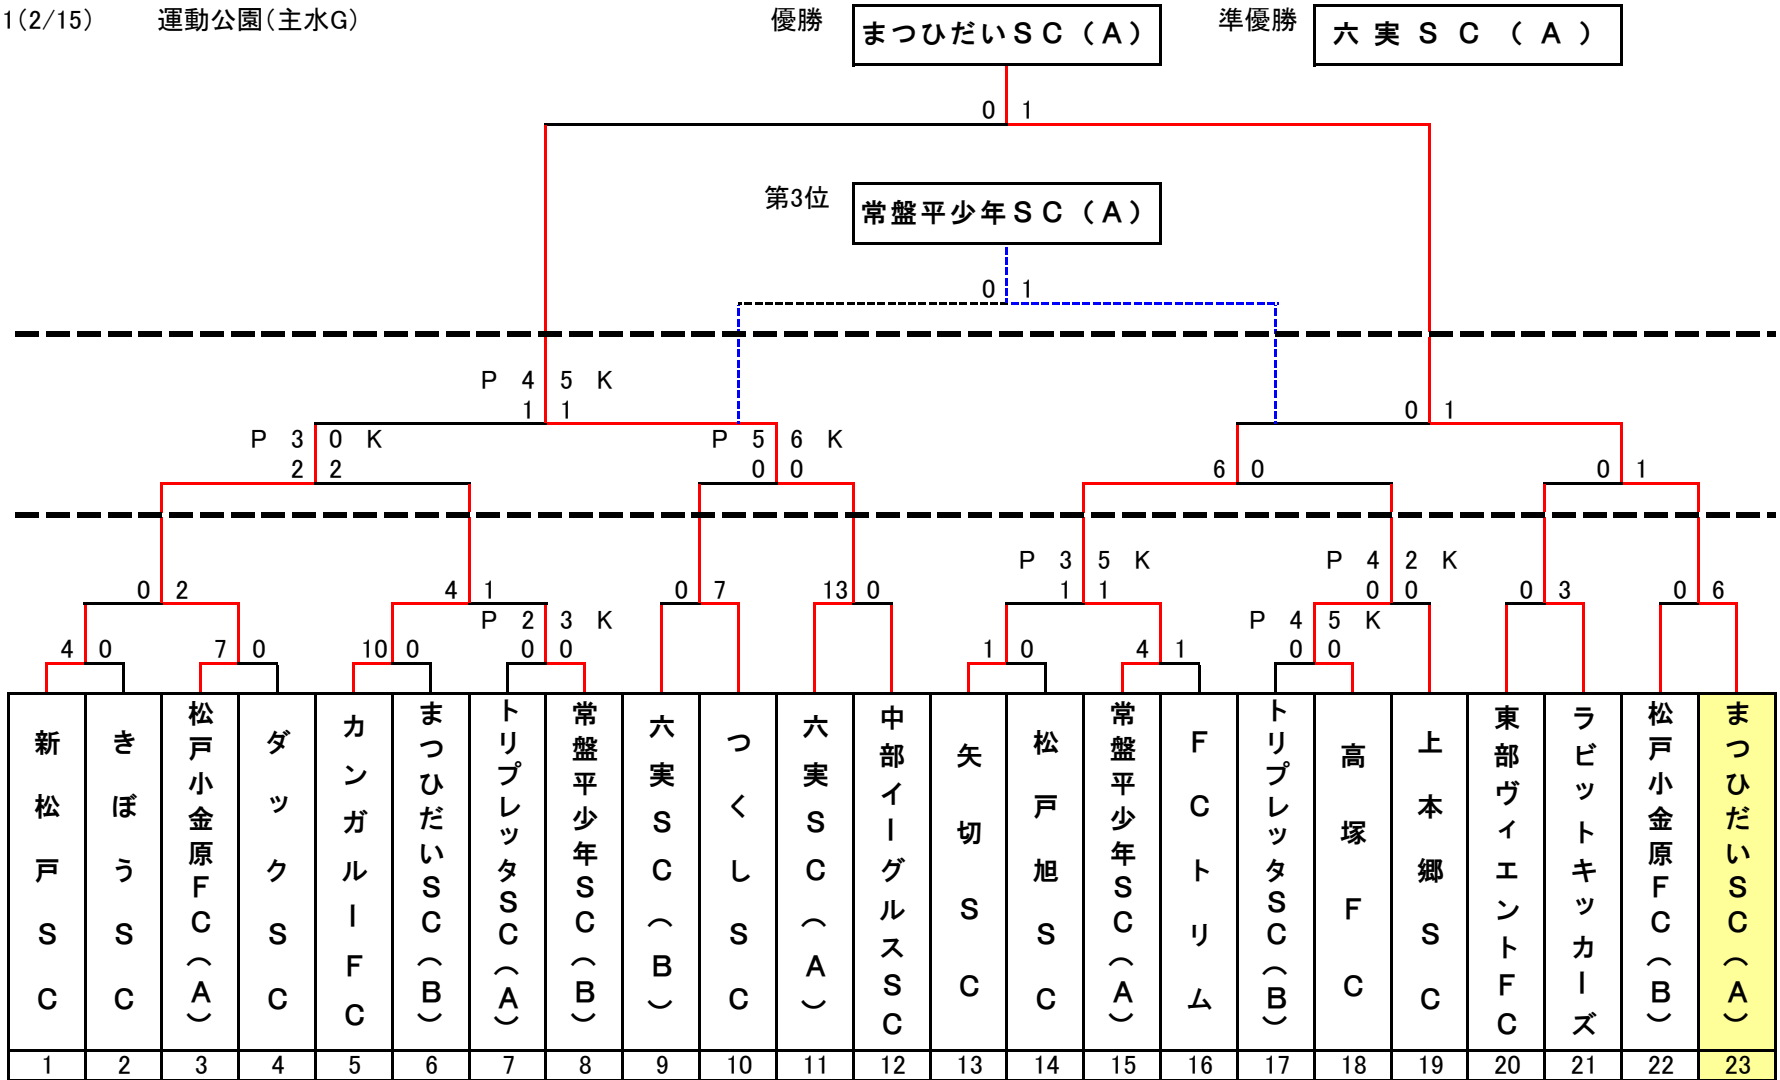 1(2/15) 運動公園(主水G) 優勝 まつひだいSC(A) 準優勝 六実SC(A)
0 1
第3位 常盤平少年SC(A)
0 1
P 4 5 K
1 1 0 1
P 3 0 K P 5 6 K
2 2 0 0 6 0 0 1
P 3 5 K P 4 2 K
0 2 4 1 0 7 13 0 1 1 0 0 0 3 0 6
P 2 3 K P 4 5 K
4 0 7 0 10 0 0 0 1 0 4 1 0 0
新松戸SC
きぼうSC
松戸小金原FC(A)
ダックSC
カンガルーFC
まつひだいSC(B)
トリプレッタSC(A)
常盤平少年SC(B)
六実SC(B)
つくしSC
六実SC(A)
中部イーグルスSC
矢切SC
松戸旭SC
常盤平少年SC(A)
FCトリム
トリプレッタSC(B)
高塚FC
上本郷SC
東部ヴィエントFC
ラビットキッカーズ
松戸小金原FC(B)
まつひだいSC(A)
1 2 3 4 5 6 7 8 9 10 11 12 13 14 15 16 17 18 19 20 21 22 23